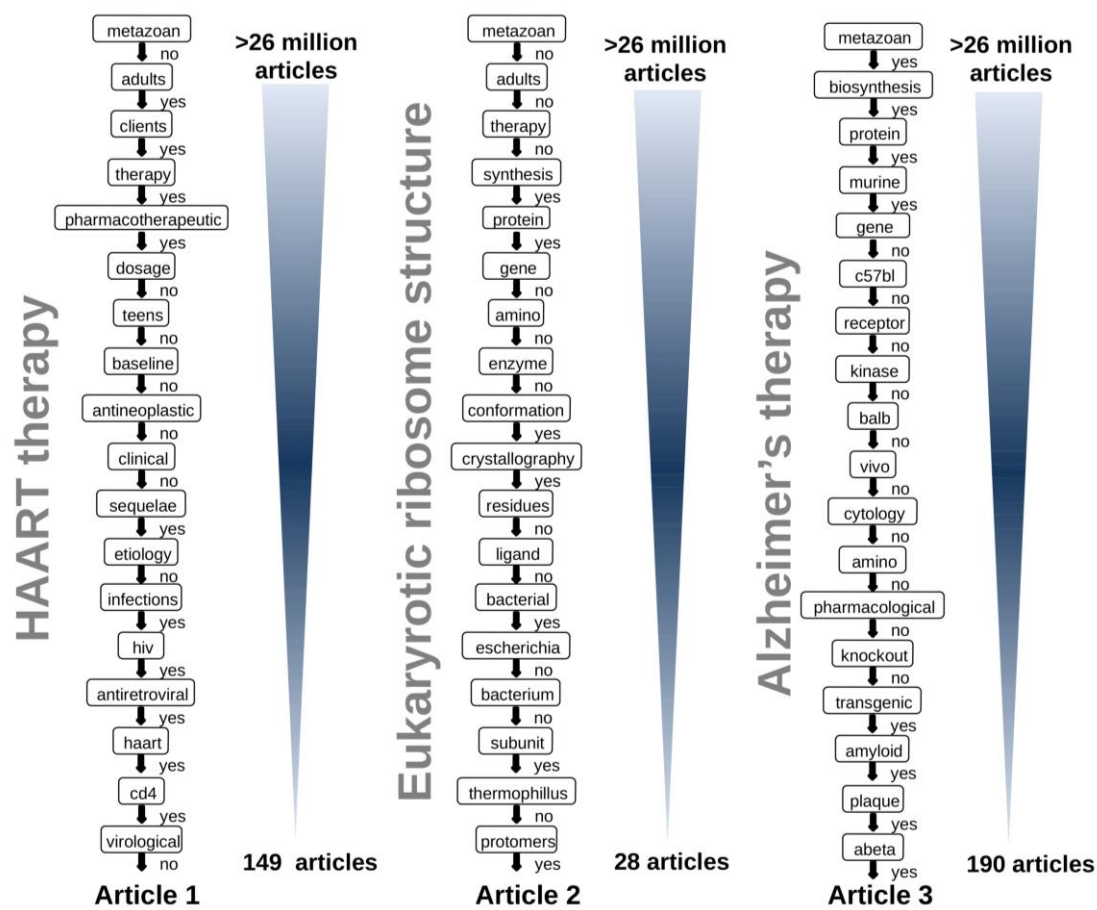 HAART therapy
metazoan
no
adults
yes
clients
yes
therapy
yes
pharmacotherapeutic
yes
dosage
no
teens
no
baseline
no
antineoplastic
no
clinical
no
sequelae
yes
etiology
no
infections
yes
hiv
yes
antiretroviral
yes
haart
yes
cd4
yes
virological
no
Article 1
>26 million
articles
149 articles
Eukaryrotic ribosome structure
metazoan
no
adults
no
therapy
no
synthesis
yes
protein
yes
gene
no
amino
no
enzyme
no
conformation
yes
crystallography
yes
residues
no
ligand
no
bacterial
yes
escherichia
no
bacterium
no
subunit
yes
thermophillus
no
protomers
yes
Article 2
>26 million
articles
28 articles
Alzheimer's therapy
metazoan
yes
biosynthesis
yes
protein
yes
murine
yes
gene
no
c57bl
no
receptor
no
kinase
no
balb
no
vivo
no
cytology
no
amino
no
pharmacological
no
knockout
no
transgenic
yes
amyloid
yes
plaque
yes
abeta
yes
Article 3
>26 million
articles
190 articles